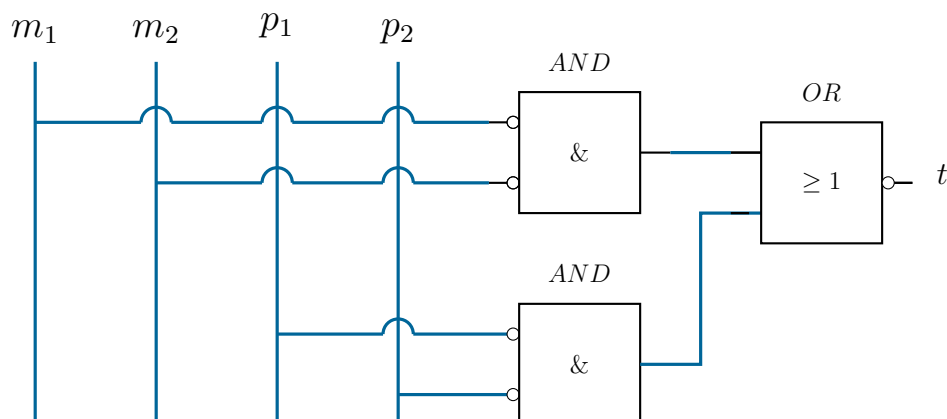 m₁ m₂ p₁ p₂
AND
OR
&
≥ 1
t
AND
&